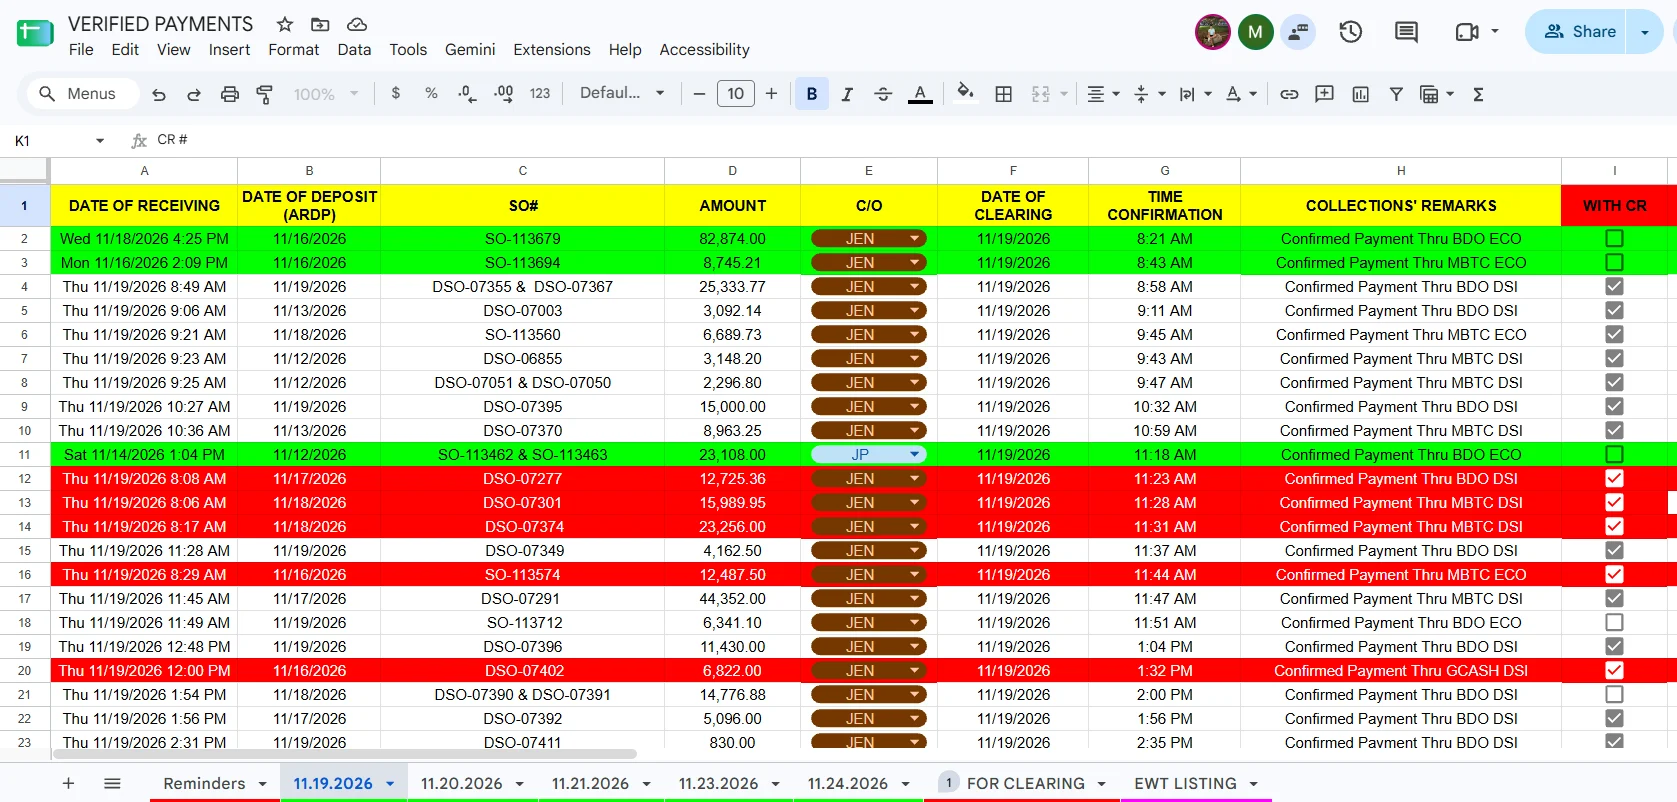 VERIFIED PAYMENTS
M
Share
File Edit View Insert Format Data Tools Gemini Extensions Help Accessibility
Menus 100% $ % .0 .00 123 Defaul... 10 B I S A Σ
K1 fx CR #
A B C D E F G H I
1 DATE OF RECEIVING DATE OF DEPOSIT (ARDP) SO# AMOUNT C/O DATE OF CLEARING TIME CONFIRMATION COLLECTIONS' REMARKS WITH CR
2 Wed 11/18/2026 4:25 PM 11/16/2026 SO-113679 82,874.00 JEN 11/19/2026 8:21 AM Confirmed Payment Thru BDO ECO
3 Mon 11/16/2026 2:09 PM 11/16/2026 SO-113694 8,745.21 JEN 11/19/2026 8:43 AM Confirmed Payment Thru MBTC ECO
4 Thu 11/19/2026 8:49 AM 11/19/2026 DSO-07355 & DSO-07367 25,333.77 JEN 11/19/2026 8:58 AM Confirmed Payment Thru BDO DSI
5 Thu 11/19/2026 9:06 AM 11/13/2026 DSO-07003 3,092.14 JEN 11/19/2026 9:11 AM Confirmed Payment Thru BDO DSI
6 Thu 11/19/2026 9:21 AM 11/18/2026 SO-113560 6,689.73 JEN 11/19/2026 9:45 AM Confirmed Payment Thru MBTC ECO
7 Thu 11/19/2026 9:23 AM 11/12/2026 DSO-06855 3,148.20 JEN 11/19/2026 9:43 AM Confirmed Payment Thru MBTC DSI
8 Thu 11/19/2026 9:25 AM 11/12/2026 DSO-07051 & DSO-07050 2,296.80 JEN 11/19/2026 9:47 AM Confirmed Payment Thru MBTC DSI
9 Thu 11/19/2026 10:27 AM 11/19/2026 DSO-07395 15,000.00 JEN 11/19/2026 10:32 AM Confirmed Payment Thru BDO DSI
10 Thu 11/19/2026 10:36 AM 11/13/2026 DSO-07370 8,963.25 JEN 11/19/2026 10:59 AM Confirmed Payment Thru BDO DSI
11 Sat 11/14/2026 1:04 PM 11/12/2026 SO-113462 & SO-113463 23,108.00 JP 11/19/2026 11:18 AM Confirmed Payment Thru BDO ECO
12 Thu 11/19/2026 8:08 AM 11/17/2026 DSO-07277 12,725.36 JEN 11/19/2026 11:23 AM Confirmed Payment Thru BDO DSI
13 Thu 11/19/2026 8:06 AM 11/18/2026 DSO-07301 15,989.95 JEN 11/19/2026 11:28 AM Confirmed Payment Thru MBTC DSI
14 Thu 11/19/2026 8:17 AM 11/18/2026 DSO-07374 23,256.00 JEN 11/19/2026 11:31 AM Confirmed Payment Thru MBTC DSI
15 Thu 11/19/2026 11:28 AM 11/19/2026 DSO-07349 4,162.50 JEN 11/19/2026 11:37 AM Confirmed Payment Thru BDO DSI
16 Thu 11/19/2026 8:29 AM 11/16/2026 SO-113574 12,487.50 JEN 11/19/2026 11:44 AM Confirmed Payment Thru MBTC ECO
17 Thu 11/19/2026 11:45 AM 11/17/2026 DSO-07291 44,352.00 JEN 11/19/2026 11:47 AM Confirmed Payment Thru MBTC DSI
18 Thu 11/19/2026 11:49 AM 11/19/2026 SO-113712 6,341.10 JEN 11/19/2026 11:51 AM Confirmed Payment Thru BDO ECO
19 Thu 11/19/2026 12:48 PM 11/19/2026 DSO-07396 11,430.00 JEN 11/19/2026 1:04 PM Confirmed Payment Thru BDO DSI
20 Thu 11/19/2026 12:00 PM 11/16/2026 DSO-07402 6,822.00 JEN 11/19/2026 1:32 PM Confirmed Payment Thru GCASH DSI
21 Thu 11/19/2026 1:54 PM 11/18/2026 DSO-07390 & DSO-07391 14,776.88 JEN 11/19/2026 2:00 PM Confirmed Payment Thru BDO DSI
22 Thu 11/19/2026 1:56 PM 11/17/2026 DSO-07392 5,096.00 JEN 11/19/2026 1:56 PM Confirmed Payment Thru BDO DSI
23 Thu 11/19/2026 2:31 PM 11/19/2026 DSO-07411 830.00 JEN 11/19/2026 2:35 PM Confirmed Payment Thru BDO DSI
Reminders 11.19.2026 11.20.2026 11.21.2026 11.23.2026 11.24.2026 1 FOR CLEARING EWT LISTING